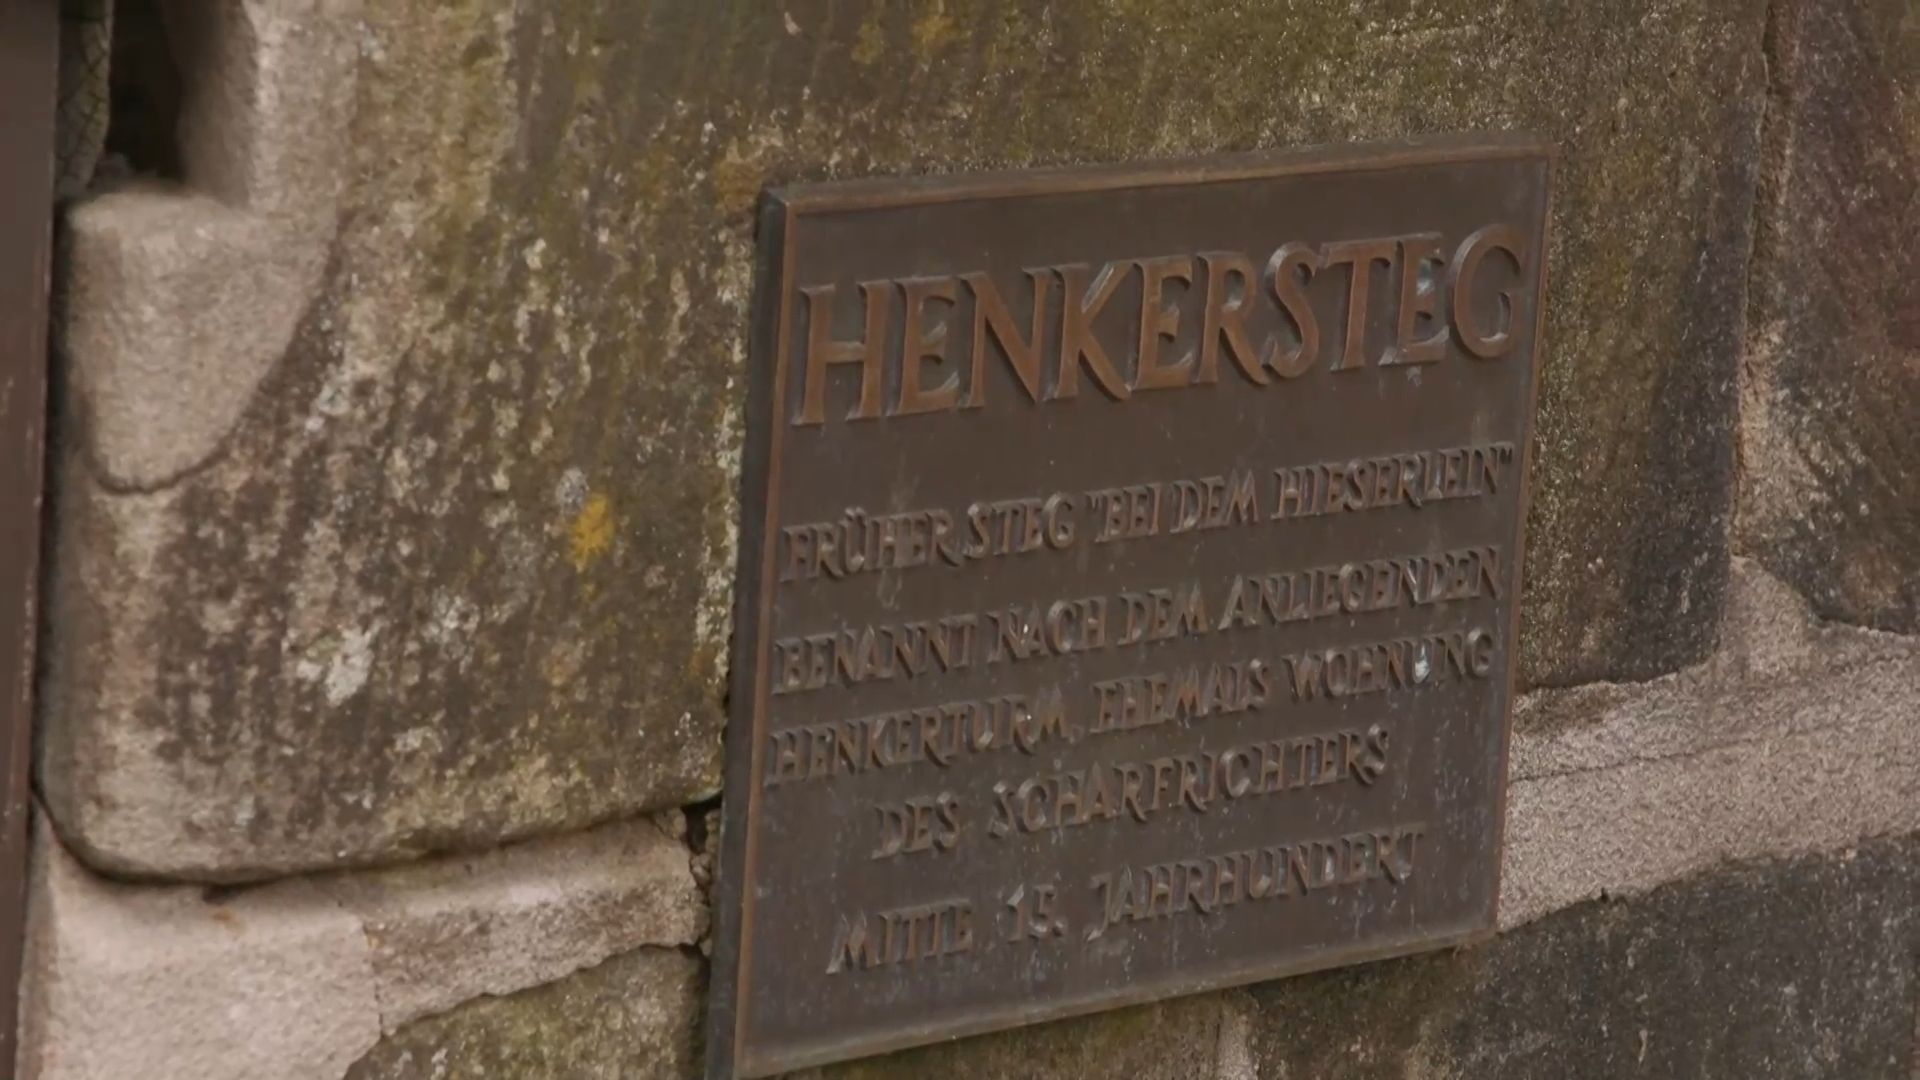 HENKERSTEG
FRÜHER STEG "BEI DEM HIESERLEIN"
BENANNT NACH DEM ANLIEGENDEN
HENKERTURM, EHEMALS WOHNUNG
DES SCHARFRICHTERS
MITTE 15. JAHRHUNDERT